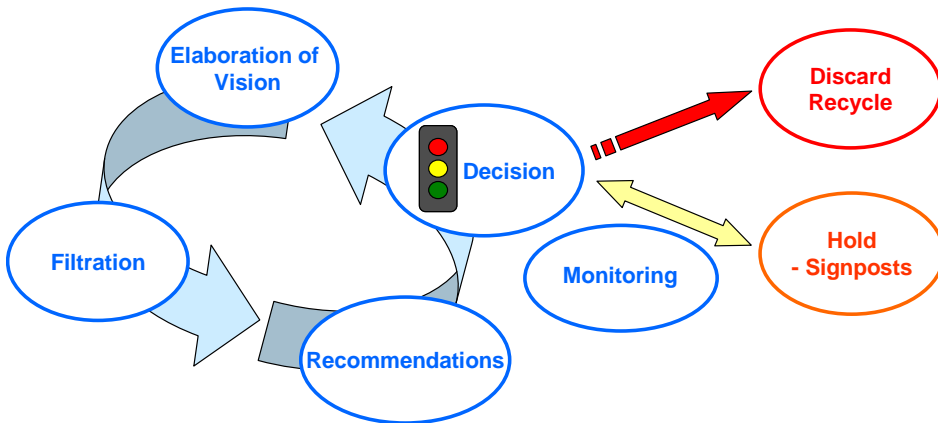 Elaboration of
Vision
Discard
Recycle
Decision
Filtration
Monitoring
Hold
- Signposts
Recommendations